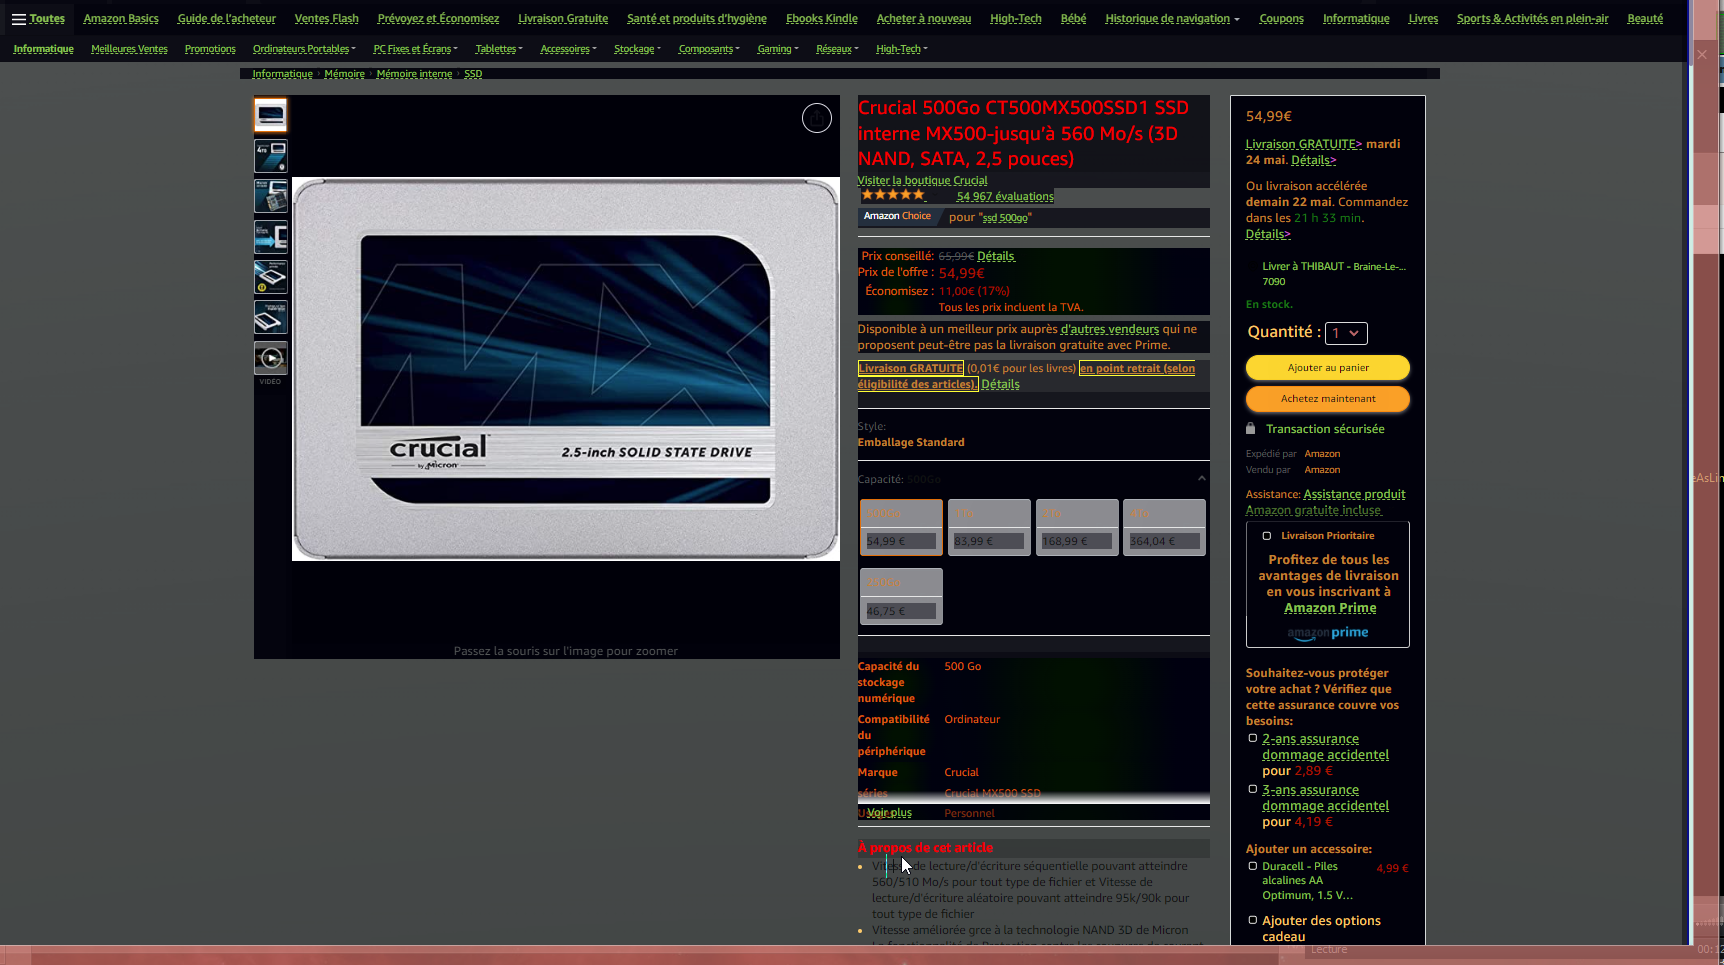 Toutes Amazon Basics Guide de l'acheteur Ventes Flash Prévoyez et Économisez Livraison Gratuite Santé et produits d'hygiène Ebooks Kindle Acheter à nouveau High-Tech Bébé Historique de navigation Coupons Informatique Livres Sports & Activités en plein-air Beauté
Informatique Meilleures Ventes Promotions Ordinateurs Portables PC Fixes et Écrans Tablettes Accessoires Stockage Composants Gaming Réseaux High-Tech
Informatique › Mémoire › Mémoire interne › SSD
VIDEO
crucial
by Micron
2.5-inch SOLID STATE DRIVE
Passez la souris sur l'image pour zoomer
Crucial 500Go CT500MX500SSD1 SSD
interne MX500-jusqu'à 560 Mo/s (3D
NAND, SATA, 2,5 pouces)
Visiter la boutique Crucial
54 967 évaluations
Amazon Choice pour "ssd 500go"
Prix conseillé: 65,99€ Détails
Prix de l'offre : 54,99€
Économisez : 11,00€ (17%)
Tous les prix incluent la TVA.
Disponible à un meilleur prix auprès d'autres vendeurs qui ne
proposent peut-être pas la livraison gratuite avec Prime.
Livraison GRATUITE (0,01€ pour les livres) en point retrait (selon
éligibilité des articles). Détails
Style:
Emballage Standard
Capacité: 500Go
500Go 1To 2To 4To
54,99 € 83,99 € 168,99 € 364,04 €
46,75 €
Capacité du
stockage
numérique
500 Go
Compatibilité
du
périphérique
Ordinateur
Marque Crucial
séries Crucial MX500 SSD
Voir plus
Personnel
À propos de cet article
Vitesse de lecture/d'écriture séquentielle pouvant atteindre
560/510 Mo/s pour tout type de fichier et Vitesse de
lecture/d'écriture aléatoire pouvant atteindre 95k/90k pour
tout type de fichier
Vitesse améliorée grce à la technologie NAND 3D de Micron
54,99€
Livraison GRATUITE> mardi
24 mai. Détails>
Ou livraison accélérée
demain 22 mai. Commandez
dans les 21 h 33 min.
Détails>
Livrer à THIBAUT - Braine-Le-...
7090
En stock.
Quantité : 1
Ajouter au panier
Achetez maintenant
Transaction sécurisée
Expédié par Amazon
Vendu par Amazon
Assistance: Assistance produit
Amazon gratuite incluse
Livraison Prioritaire
Profitez de tous les
avantages de livraison
en vous inscrivant à
Amazon Prime
amazon prime
Souhaitez-vous protéger
votre achat ? Vérifiez que
cette assurance couvre vos
besoins:
2-ans assurance
dommage accidentel
pour 2,89 €
3-ans assurance
dommage accidentel
pour 4,19 €
Ajouter un accessoire:
Duracell - Piles
alcalines AA
Optimum, 1.5 V...
4,99 €
Ajouter des options
cadeau
Lecture